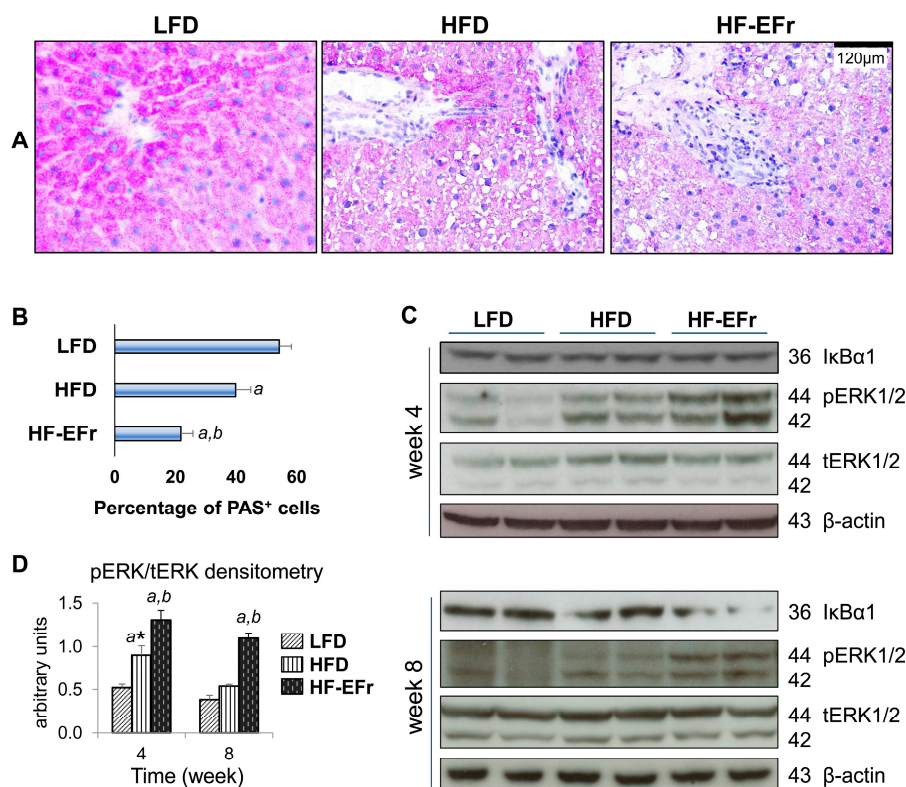 LFD HFD HF-EFr
120µm
A
B
LFD
HFD a
HF-EFr a,b
0 20 40 60
Percentage of PAS⁺ cells
C
LFD HFD HF-EFr
week 4
36 IκBα1
44 pERK1/2
42
44 tERK1/2
42
43 β-actin
D
pERK/tERK densitometry
arbitrary units
1.5
1.0
0.5
0.0
a* a,b
a,b
LFD
HFD
HF-EFr
4 8
Time (week)
week 8
36 IκBα1
44 pERK1/2
42
44 tERK1/2
42
43 β-actin